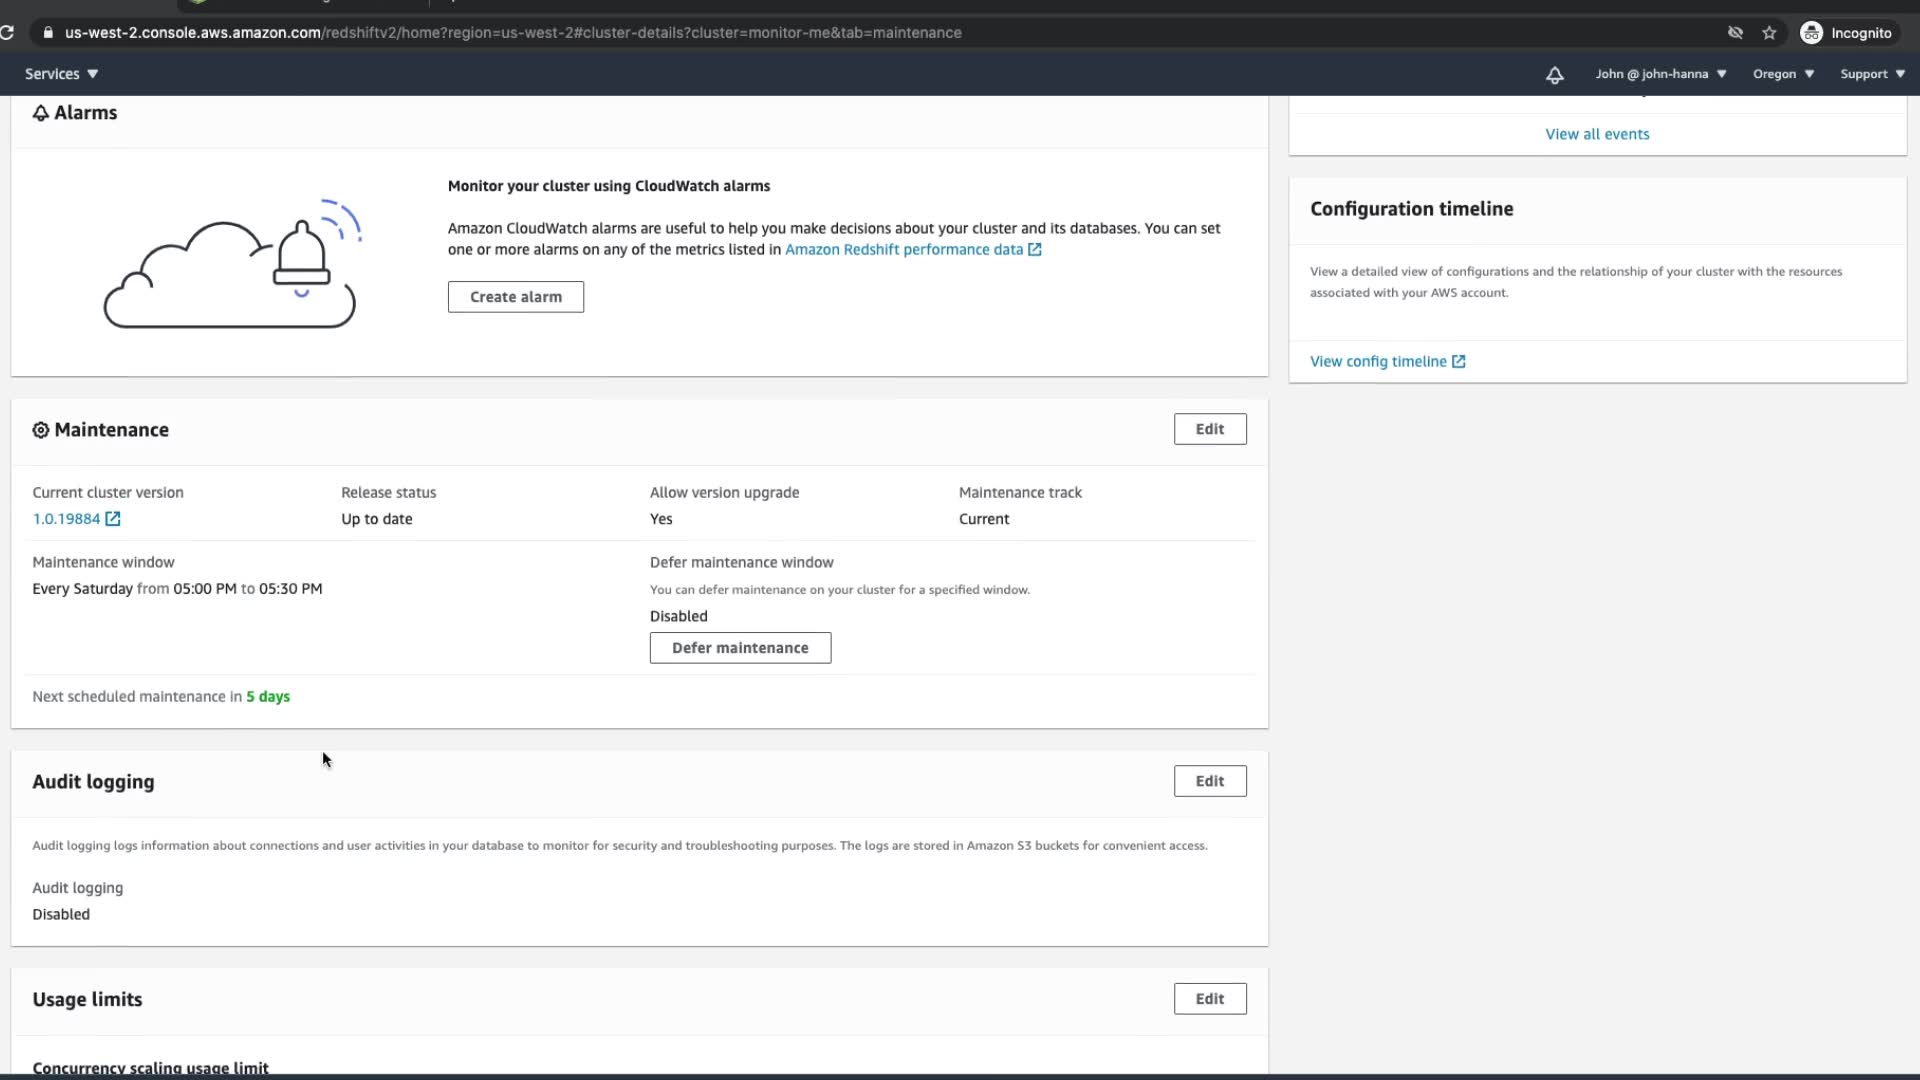 us-west-2.console.aws.amazon.com/redshiftv2/home?region=us-west-2#cluster-details?cluster=monitor-me&tab=maintenance
Incognito
Services
John @ john-hanna
Oregon
Support
Alarms
Monitor your cluster using CloudWatch alarms
Amazon CloudWatch alarms are useful to help you make decisions about your cluster and its databases. You can set
one or more alarms on any of the metrics listed in Amazon Redshift performance data
Create alarm
View all events
Configuration timeline
View a detailed view of configurations and the relationship of your cluster with the resources
associated with your AWS account.
View config timeline
Maintenance
Edit
Current cluster version
1.0.19884
Release status
Up to date
Allow version upgrade
Yes
Maintenance track
Current
Maintenance window
Every Saturday from 05:00 PM to 05:30 PM
Defer maintenance window
You can defer maintenance on your cluster for a specified window.
Disabled
Defer maintenance
Next scheduled maintenance in 5 days
Audit logging
Edit
Audit logging logs information about connections and user activities in your database to monitor for security and troubleshooting purposes. The logs are stored in Amazon S3 buckets for convenient access.
Audit logging
Disabled
Usage limits
Edit
Concurrency scaling usage limit